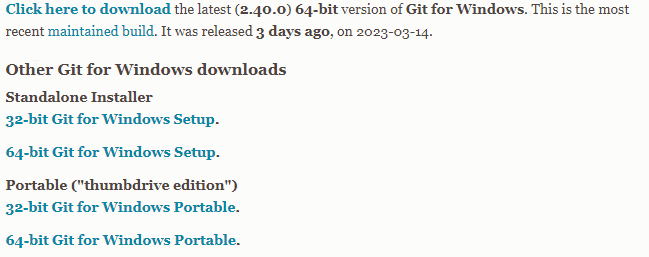 Click here to download the latest (2.40.0) 64-bit version of Git for Windows. This is the most
recent maintained build. It was released 3 days ago, on 2023-03-14.
Other Git for Windows downloads
Standalone Installer
32-bit Git for Windows Setup.
64-bit Git for Windows Setup.
Portable ("thumbdrive edition")
32-bit Git for Windows Portable.
64-bit Git for Windows Portable.